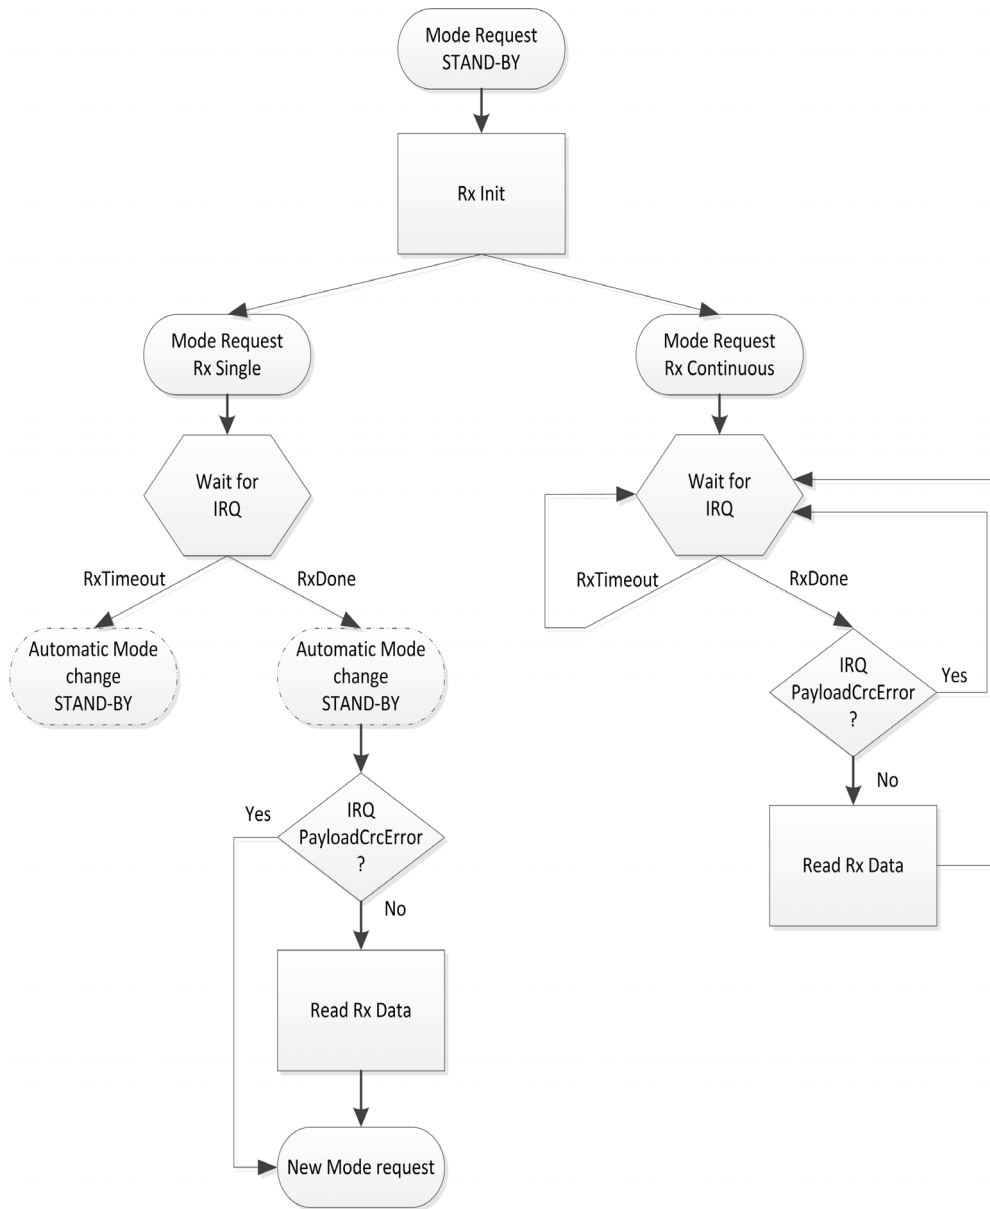 Mode Request
STAND-BY
Rx Init
Mode Request
Rx Single
Mode Request
Rx Continuous
Wait for
IRQ
Wait for
IRQ
RxTimeout
RxDone
RxTimeout
RxDone
Automatic Mode
change
STAND-BY
Automatic Mode
change
STAND-BY
IRQ
PayloadCrcError
?
Yes
No
Yes
IRQ
PayloadCrcError
?
No
Read Rx Data
Read Rx Data
New Mode request